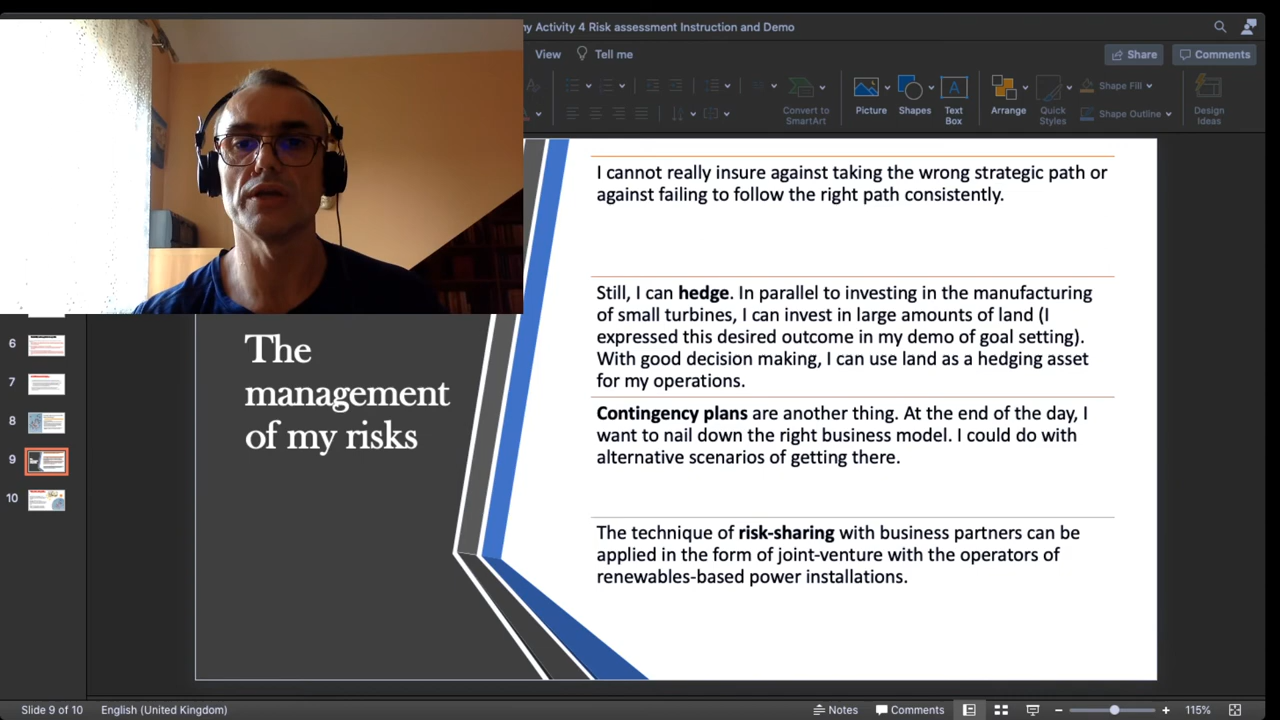 my Activity 4 Risk assessment Instruction and Demo
View
Tell me
Share
Comments
Convert to
SmartArt
Picture
Shapes
Text
Box
Arrange
Quick
Styles
Shape Fill
Shape Outline
Design
Ideas
I cannot really insure against taking the wrong strategic path or
against failing to follow the right path consistently.
Still, I can hedge. In parallel to investing in the manufacturing
of small turbines, I can invest in large amounts of land (I
expressed this desired outcome in my demo of goal setting).
With good decision making, I can use land as a hedging asset
for my operations.
Contingency plans are another thing. At the end of the day, I
want to nail down the right business model. I could do with
alternative scenarios of getting there.
The technique of risk-sharing with business partners can be
applied in the form of joint-venture with the operators of
renewables-based power installations.
The
management
of my risks
6
7
8
9
10
Slide 9 of 10
English (United Kingdom)
Notes
Comments
115%